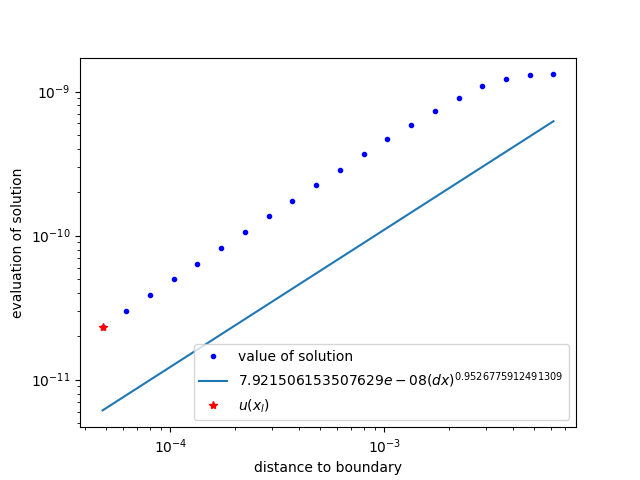 10⁻⁹
10⁻¹⁰
10⁻¹¹
evaluation of solution
value of solution
7.921506153507629e − 08(dx)^0.9526775912491309
u(x_l)
10⁻⁴
10⁻³
distance to boundary